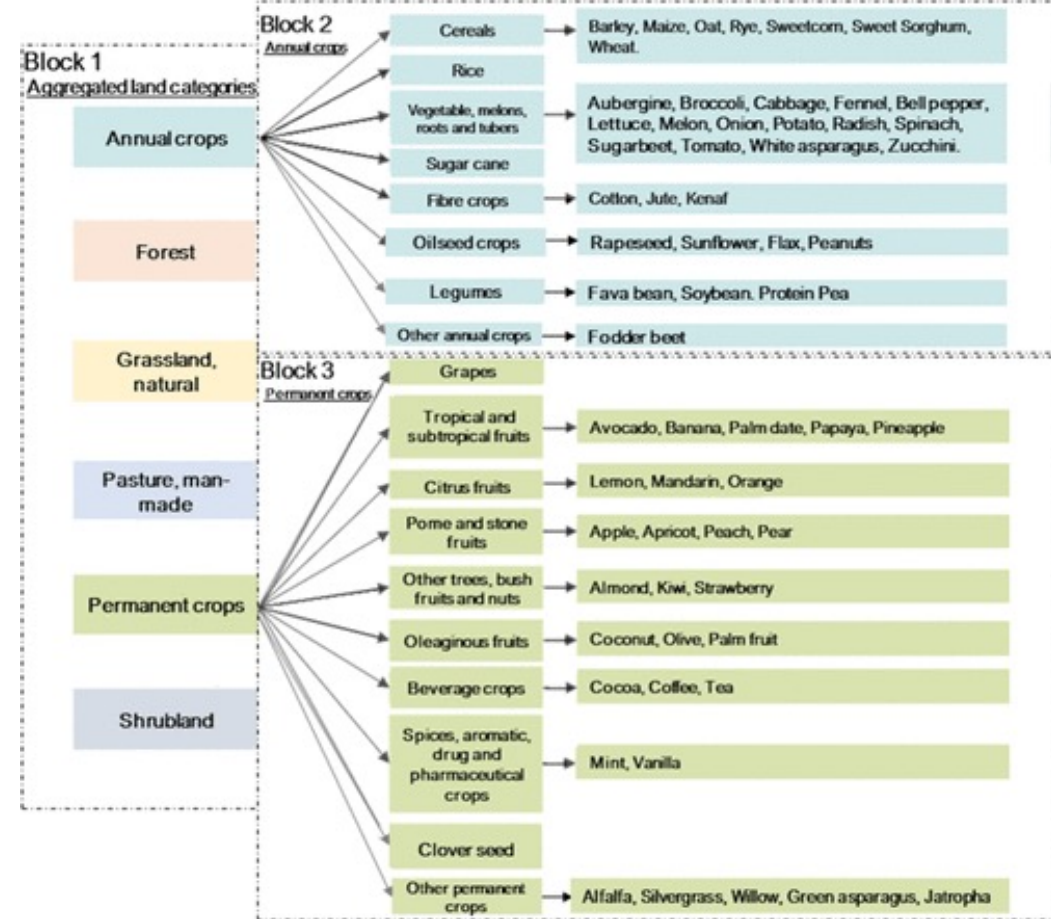 Block 1
Aggregated land categories
Annual crops
Forest
Grassland,
natural
Pasture, man-
made
Permanent crops
Shrubland
Block 2
Annual crops
Cereals
Barley, Maize, Oat, Rye, Sweetcorn, Sweet Sorghum,
Wheat.
Rice
Vegetable, melons,
roots and tubers
Aubergine, Broccoli, Cabbage, Fennel, Bell pepper,
Lettuce, Melon, Onion, Potato, Radish, Spinach,
Sugarbeet, Tomato, White asparagus, Zucchini.
Sugar cane
Fibre crops
Cotton, Jute, Kenaf
Oilseed crops
Rapeseed, Sunflower, Flax, Peanuts
Legumes
Fava bean, Soybean. Protein Pea
Other annual crops
Fodder beet
Block 3
Permanent crops
Grapes
Tropical and
subtropical fruits
Avocado, Banana, Palm date, Papaya, Pineapple
Citrus fruits
Lemon, Mandarin, Orange
Pome and stone
fruits
Apple, Apricot, Peach, Pear
Other trees, bush
fruits and nuts
Almond, Kiwi, Strawberry
Oleaginous fruits
Coconut, Olive, Palm fruit
Beverage crops
Cocoa, Coffee, Tea
Spices, aromatic,
drug and
pharmaceutical
crops
Mint, Vanilla
Clover seed
Other permanent
crops
Alfalfa, Silvergrass, Willow, Green asparagus, Jatropha